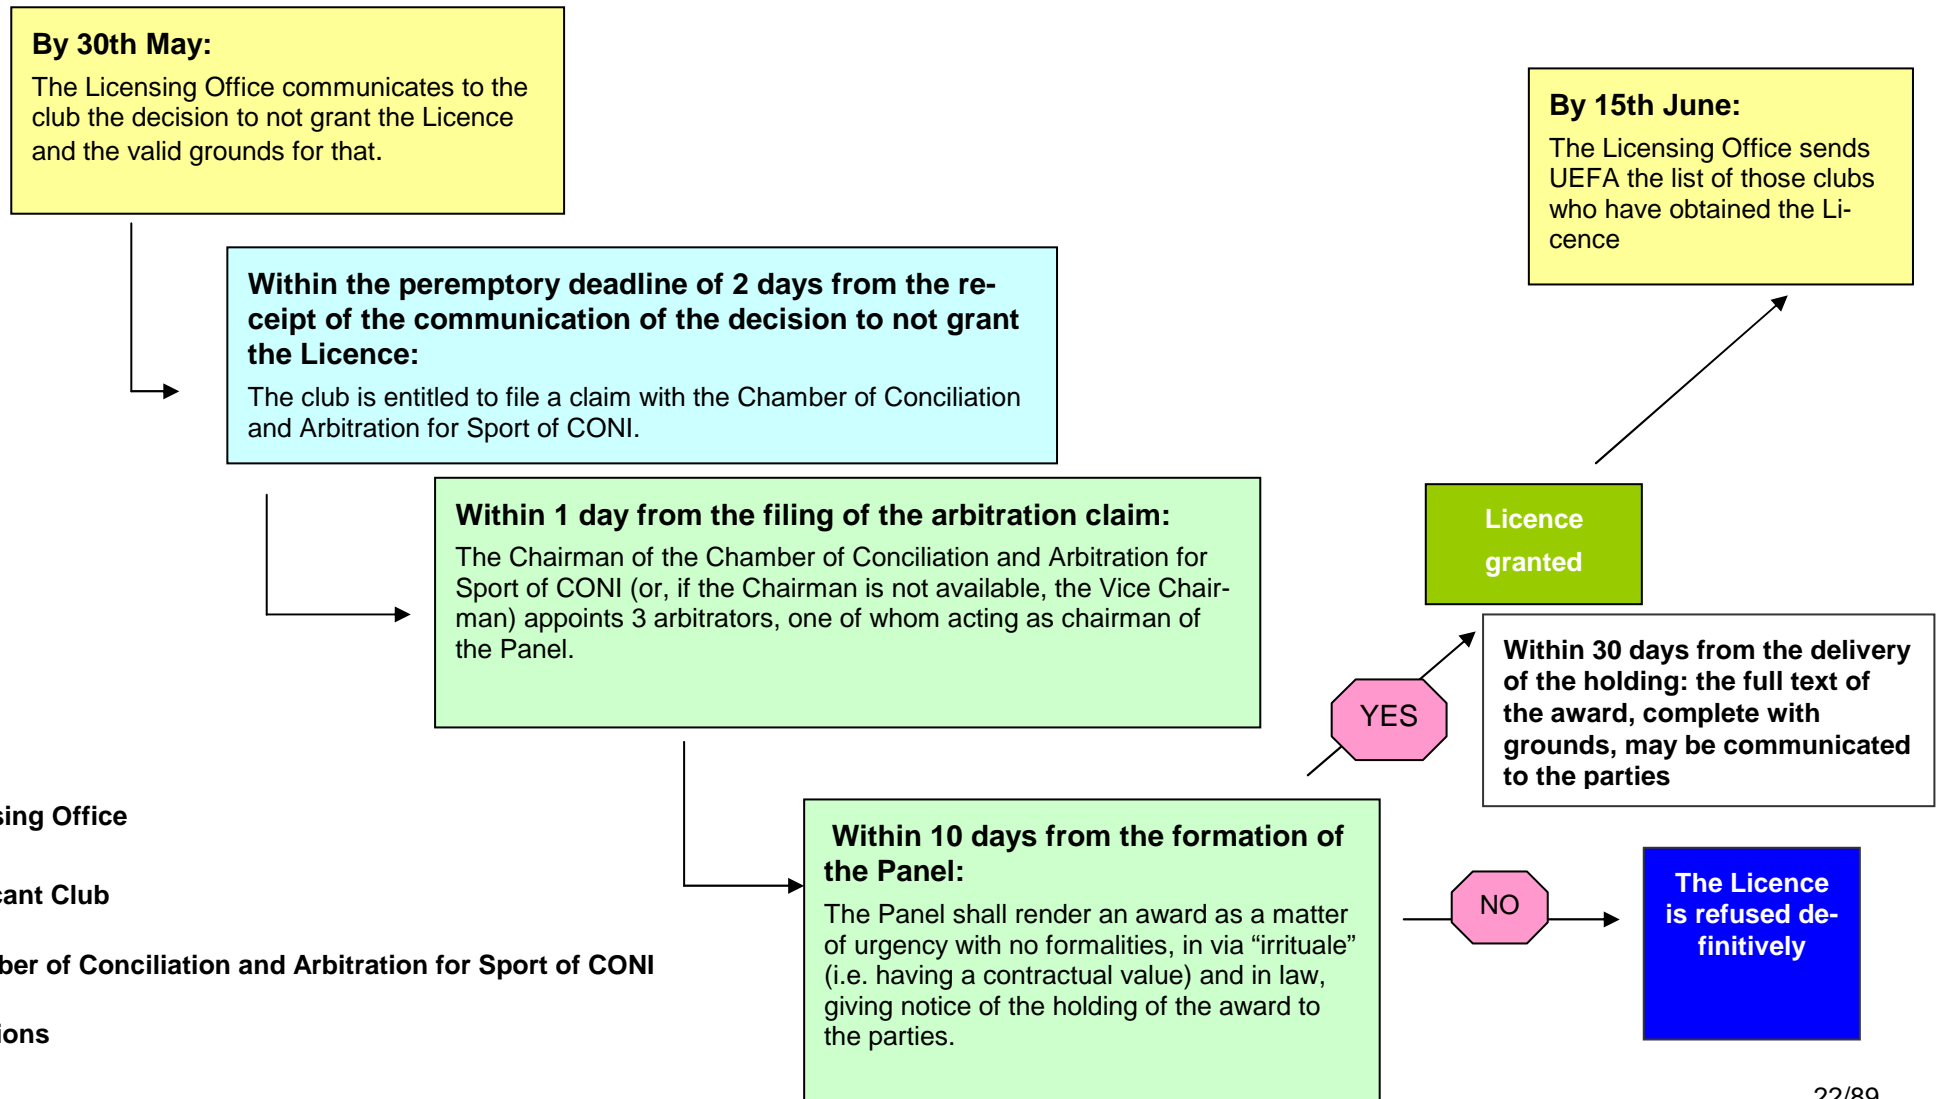 By 30th May:
The Licensing Office communicates to the
club the decision to not grant the Licence
and the valid grounds for that.
By 15th June:
The Licensing Office sends
UEFA the list of those clubs
who have obtained the Li-
cence
Within the peremptory deadline of 2 days from the re-
ceipt of the communication of the decision to not grant
the Licence:
The club is entitled to file a claim with the Chamber of Conciliation
and Arbitration for Sport of CONI.
Within 1 day from the filing of the arbitration claim:
The Chairman of the Chamber of Conciliation and Arbitration for
Sport of CONI (or, if the Chairman is not available, the Vice Chair-
man) appoints 3 arbitrators, one of whom acting as chairman of
the Panel.
Licence
granted
Within 30 days from the delivery
of the holding: the full text of
the award, complete with
grounds, may be communicated
to the parties
YES
Within 10 days from the formation of
the Panel:
The Panel shall render an award as a matter
of urgency with no formalities, in via “irrituale”
(i.e. having a contractual value) and in law,
giving notice of the holding of the award to
the parties.
NO
The Licence
is refused de-
finitively
sing Office
cant Club
ber of Conciliation and Arbitration for Sport of CONI
ions
22/89